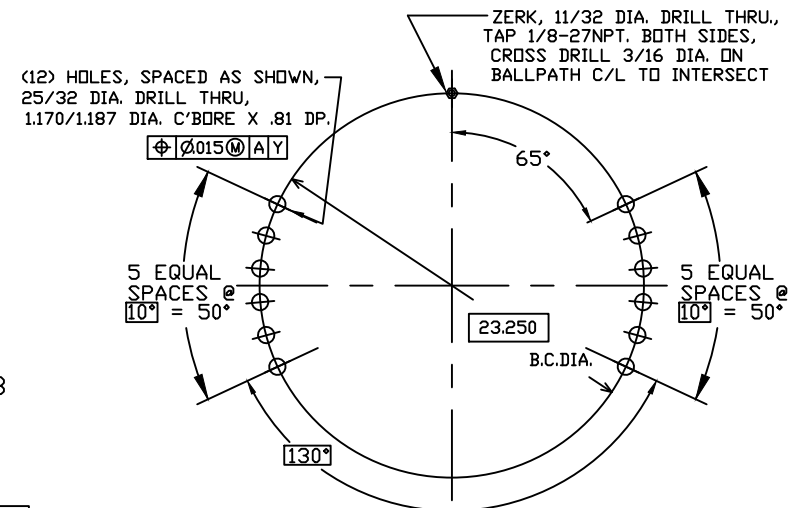 ZERK, 11/32 DIA. DRILL THRU.,
TAP 1/8-27NPT. BOTH SIDES,
CROSS DRILL 3/16 DIA. ON
BALLPATH C/L TO INTERSECT
(12) HOLES, SPACED AS SHOWN,
25/32 DIA. DRILL THRU,
1.170/1.187 DIA. C'BORE X .81 DP.
⌖ Ø.015 Ⓜ A Y
65°
5 EQUAL
SPACES @
10° = 50°
5 EQUAL
SPACES @
10° = 50°
23.250
B.C.DIA.
130°